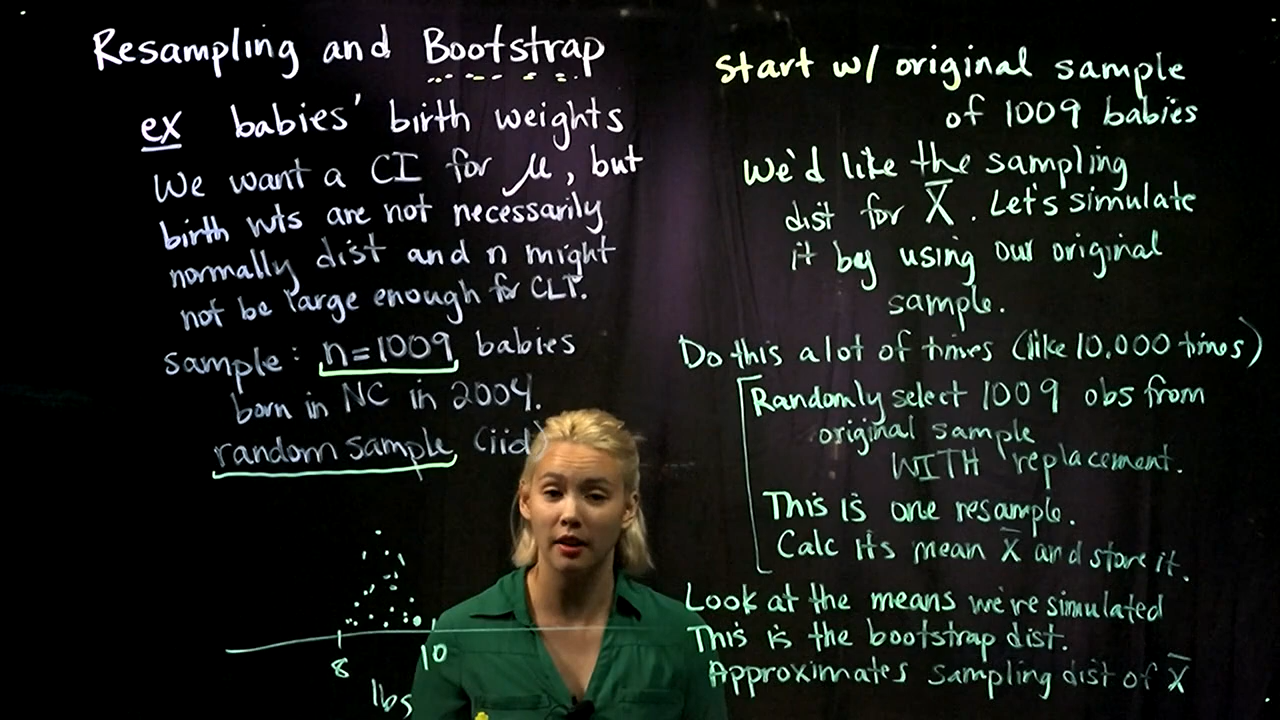 Resampling and Bootstrap
ex babies' birth weights
We want a CI for μ, but
birth wts are not necessarily
normally dist and n might
not be large enough for CLT.
sample: n=1009 babies
born in NC in 2004.
random sample (iid)
8 10
lbs
start w/ original sample
of 1009 babies
We'd like the sampling
dist for X̄. Let's simulate
it by using our original
sample.
Do this a lot of times (like 10,000 times)
Randomly select 1009 obs from
original sample
WITH replacement.
This is one resample.
Calc its mean x̄ and store it.
Look at the means we're simulated
This is the bootstrap dist.
Approximates sampling dist of X̄